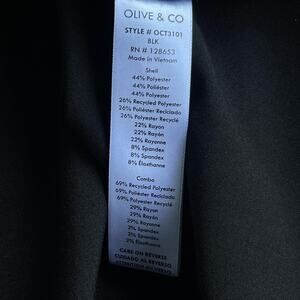 OLIVE & CO
STYLE # OCT3101
BLK
RN # 128653
Made in Vietnam
Shell
44% Polyester
44% Poliéster
44% Polyester
26% Recycled Polyester
26% Poliéster Reciclado
26% Polyester Recyclé
22% Rayon
22% Rayón
22% Rayonne
8% Spandex
8% Spandex
8% Élasthanne
Combo
69% Recycled Polyester
69% Poliéster Reciclado
69% Polyester Recyclé
29% Rayon
29% Rayón
29% Rayonne
2% Spandex
2% Spandex
2% Élasthanne
CARE ON REVERSE
CUIDADO AL REVERSO